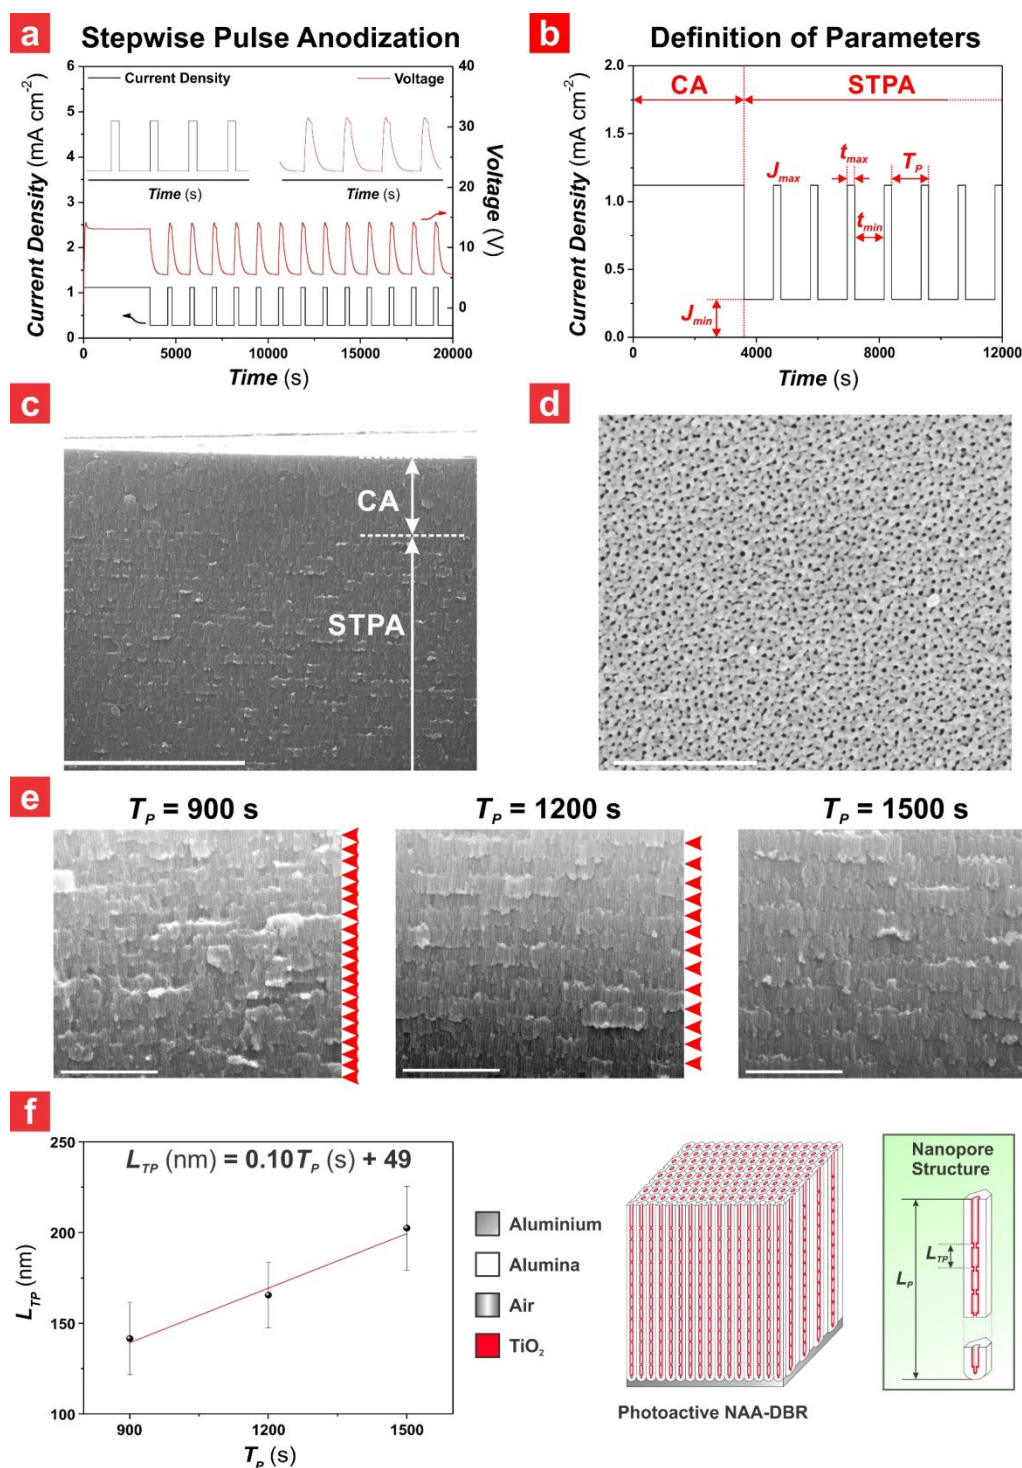 a Stepwise Pulse Anodization
6
5
4
3
2
1
0
Current Density (mA cm-2)
Current Density
Voltage
40
30
20
10
0
Voltage (V)
Time (s)
Time (s)
0
5000
10000
15000
20000
Time (s)
b Definition of Parameters
2.0
1.5
1.0
0.5
0.0
Current Density (mA cm-2)
CA
STPA
Jmax
tmax
TP
tmin
Jmin
0
4000
8000
12000
Time (s)
c
CA
STPA
d
e
TP = 900 s
TP = 1200 s
TP = 1500 s
f
250
200
150
100
LTP (nm)
LTP (nm) = 0.10TP (s) + 49
900
1200
1500
TP (s)
Aluminium
Alumina
Air
TiO2
Photoactive NAA-DBR
Nanopore
Structure
LTP
LP